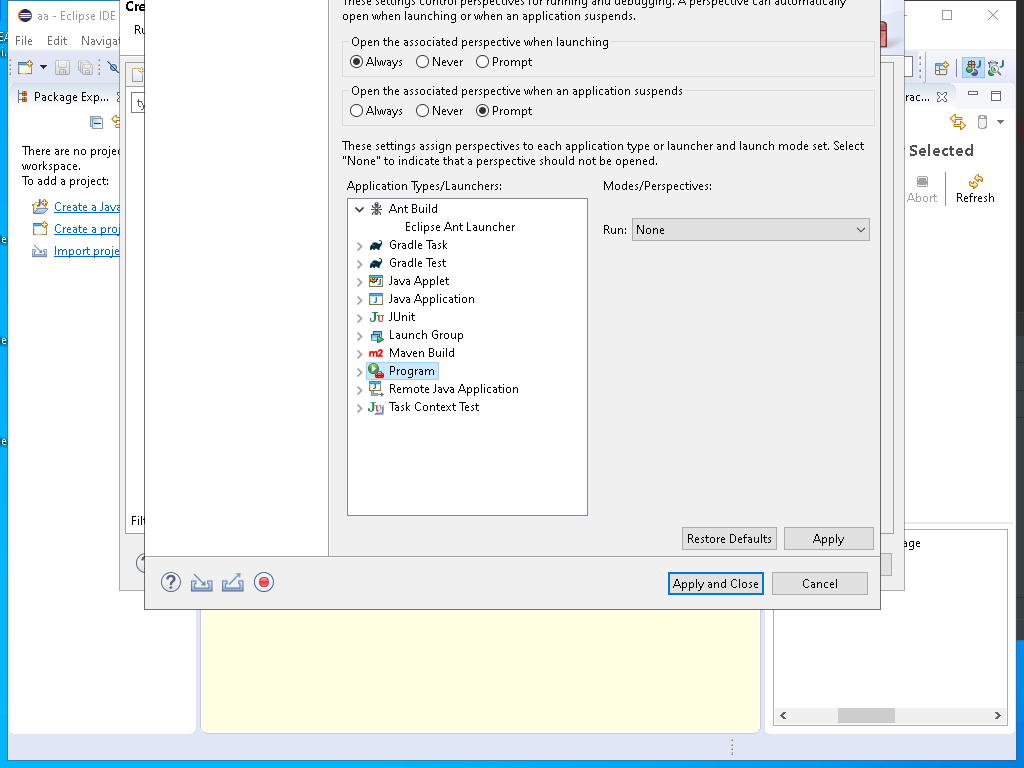 aa - Eclipse IDE
File Edit Navigat
Package Exp...
There are no proje
workspace.
To add a project:
Create a Java
Create a proj
Import proje
Cre
Ru
ty
Filt
These settings control perspectives for running and debugging. A perspective can automatically
open when launching or when an application suspends.
Open the associated perspective when launching
Always Never Prompt
Open the associated perspective when an application suspends
Always Never Prompt
These settings assign perspectives to each application type or launcher and launch mode set. Select
"None" to indicate that a perspective should not be opened.
Application Types/Launchers:
Modes/Perspectives:
Ant Build
Eclipse Ant Launcher
Gradle Task
Gradle Test
Java Applet
Java Application
JUnit
Launch Group
Maven Build
Program
Remote Java Application
Task Context Test
Run: None
Restore Defaults Apply
Apply and Close Cancel
rac...
Selected
Abort Refresh
age